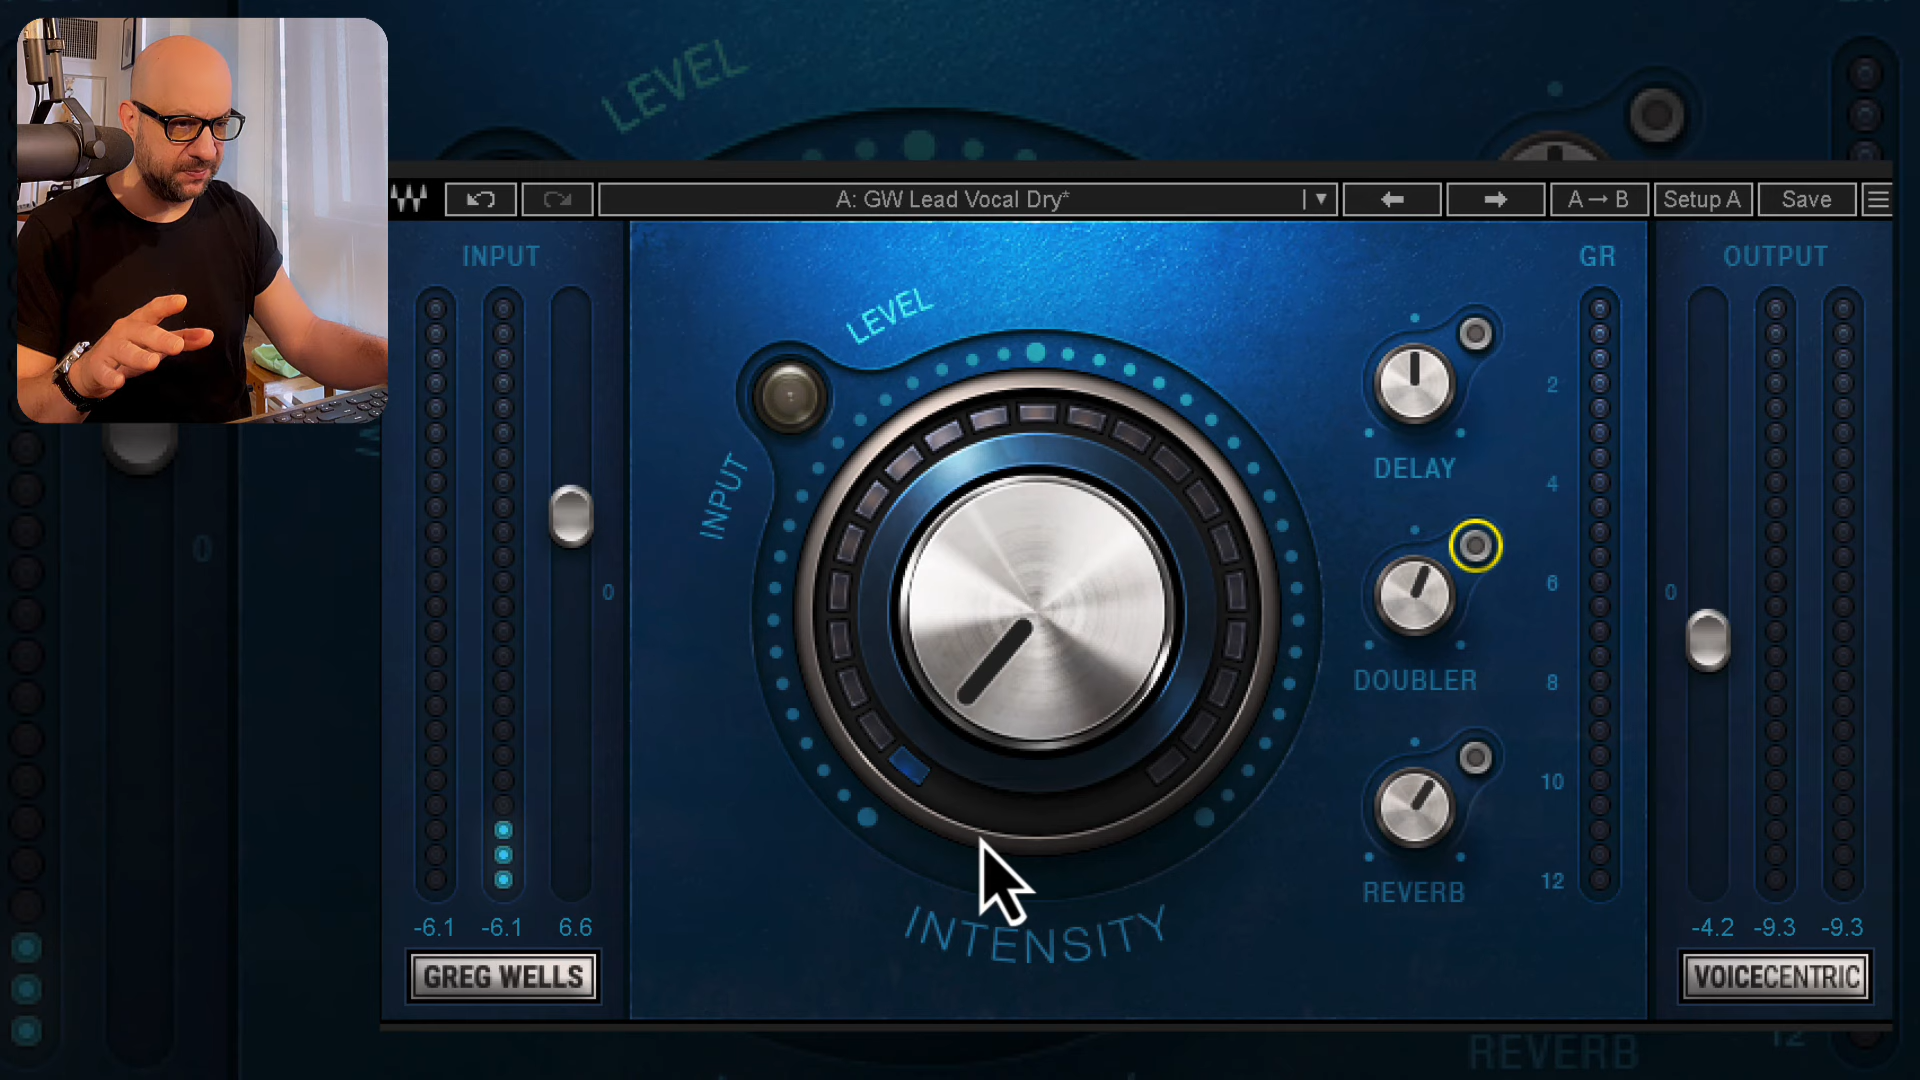 LEVEL
A: GW Lead Vocal Dry*
A→B
Setup A
Save
INPUT
GR
OUTPUT
LEVEL
INPUT
DELAY
DOUBLER
REVERB
INTENSITY
2
4
6
8
10
12
0
0
0
-6.1 -6.1 6.6
-4.2 -9.3 -9.3
GREG WELLS
VOICECENTRIC
REVERB
12